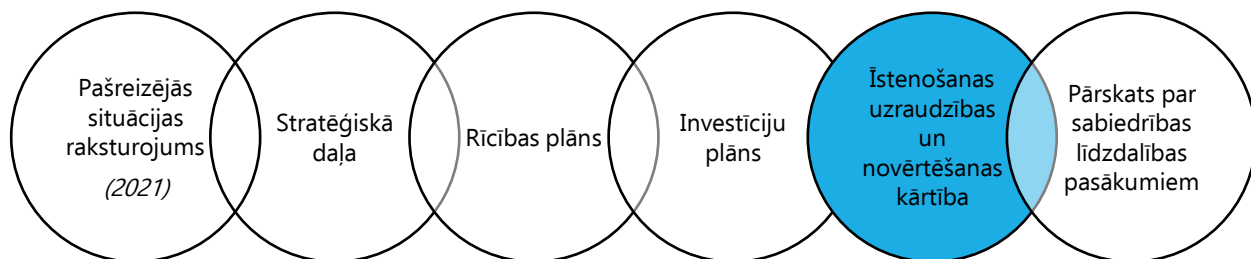 Pašreizējās
situācijas
raksturojums
(2021)
Stratēģiskā
daļa
Rīcības plāns
Investīciju
plāns
Īstenošanas
uzraudzības
un
novērtēšanas
kārtība
Pārskats par
sabiedrības
līdzdalības
pasākumiem